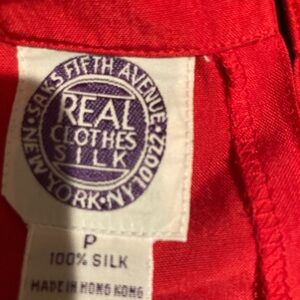 SAKS FIFTH AVENUE
NEW YORK·NY·10022
REAL
CLOTHES
SILK
P
100% SILK
MADE IN HONG KONG